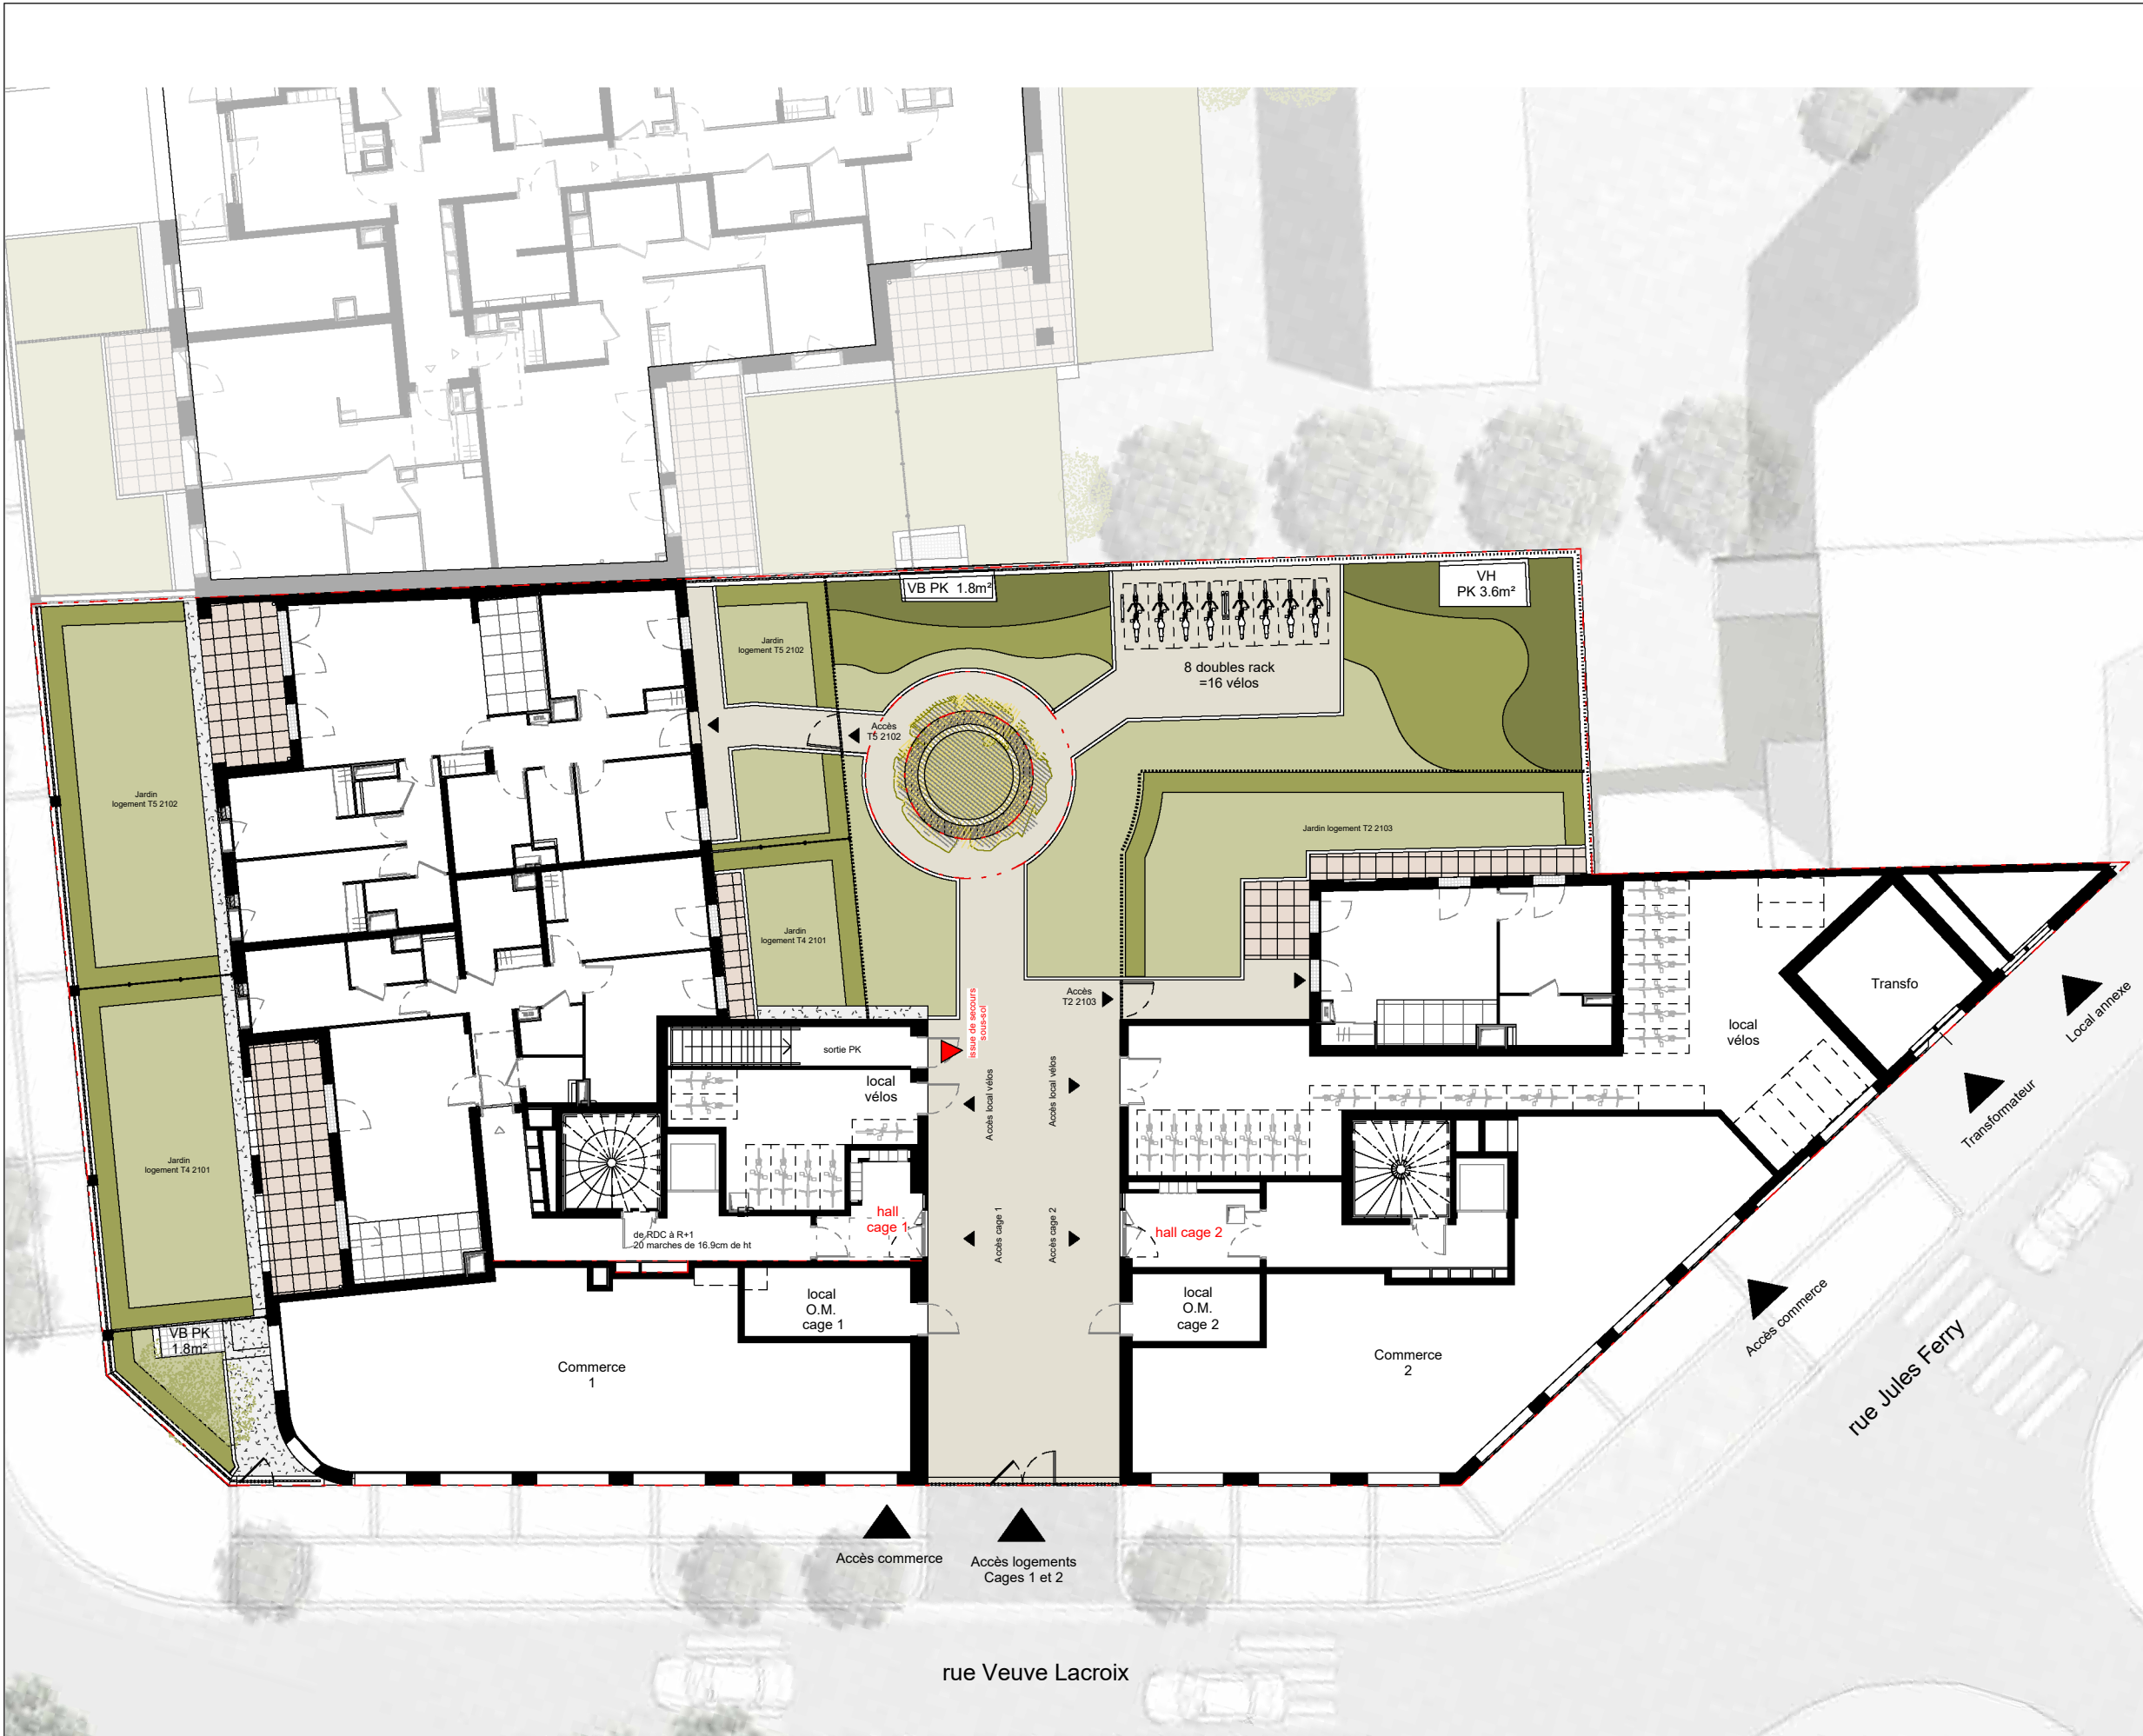 VB PK  1.8m²
VH
PK 3.6m²
Jardin
logement T5 2102
8 doubles rack
=16 vélos
Accès
T5 2102
Jardin
logement T5 2102
Jardin logement T2 2103
Jardin
logement T4 2101
Transfo
Accès
T2 2103
issue de secours
sous-sol
Local annexe
local
vélos
sortie PK
local
vélos
Accès local vélos
Accès local vélos
Transformateur
Jardin
logement T4 2101
hall
cage 1
Accès cage 1
Accès cage 2
hall cage 2
de RDC à R+1
20 marches de 16.9cm de ht
local
O.M.
cage 1
local
O.M.
cage 2
Accès commerce
VB PK
1.8m²
Commerce
1
Commerce
2
rue Jules Ferry
Accès commerce
Accès logements
Cages 1 et 2
rue Veuve Lacroix